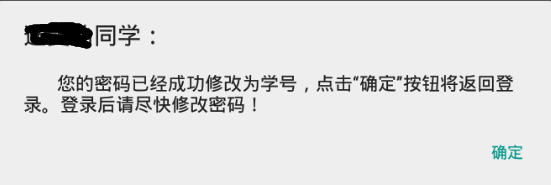 同学：
您的密码已经成功修改为学号，点击“确定”按钮将返回登
录。登录后请尽快修改密码！
确定